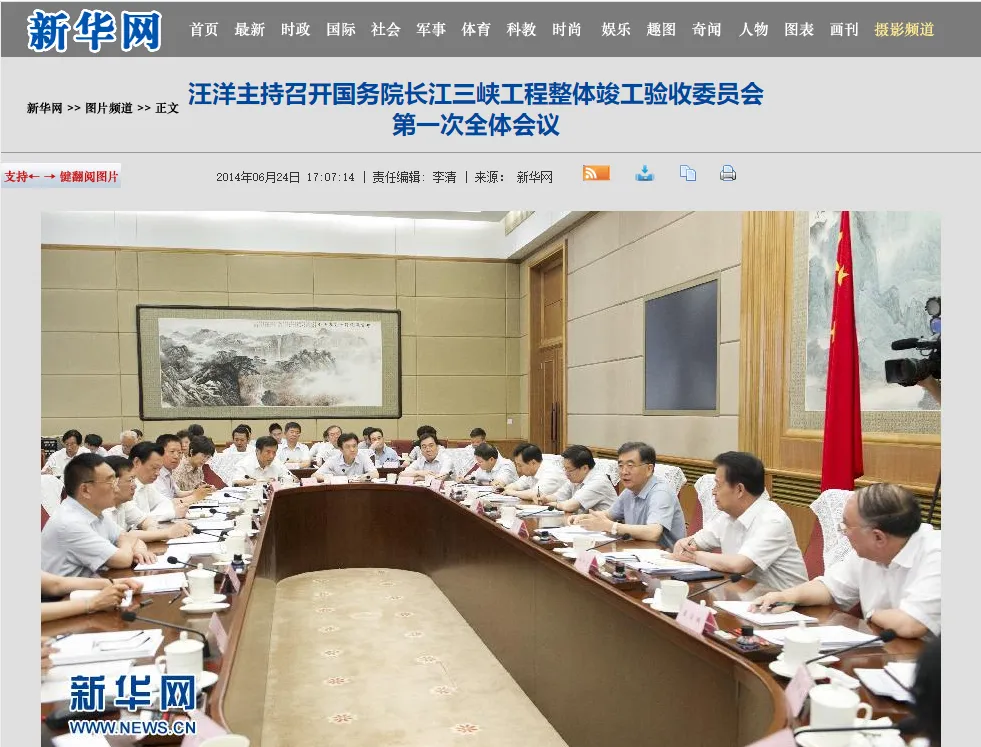 新华网
首页 最新 时政 国际 社会 军事 体育 科教 时尚 娱乐 趣图 奇闻 人物 图表 画刊 摄影频道
新华网 >> 图片频道 >> 正文
汪洋主持召开国务院长江三峡工程整体竣工验收委员会
第一次全体会议
支持← → 键翻阅图片
2014年06月24日 17:07:14 | 责任编辑: 李清 | 来源: 新华网
新华网
WWW.NEWS.CN